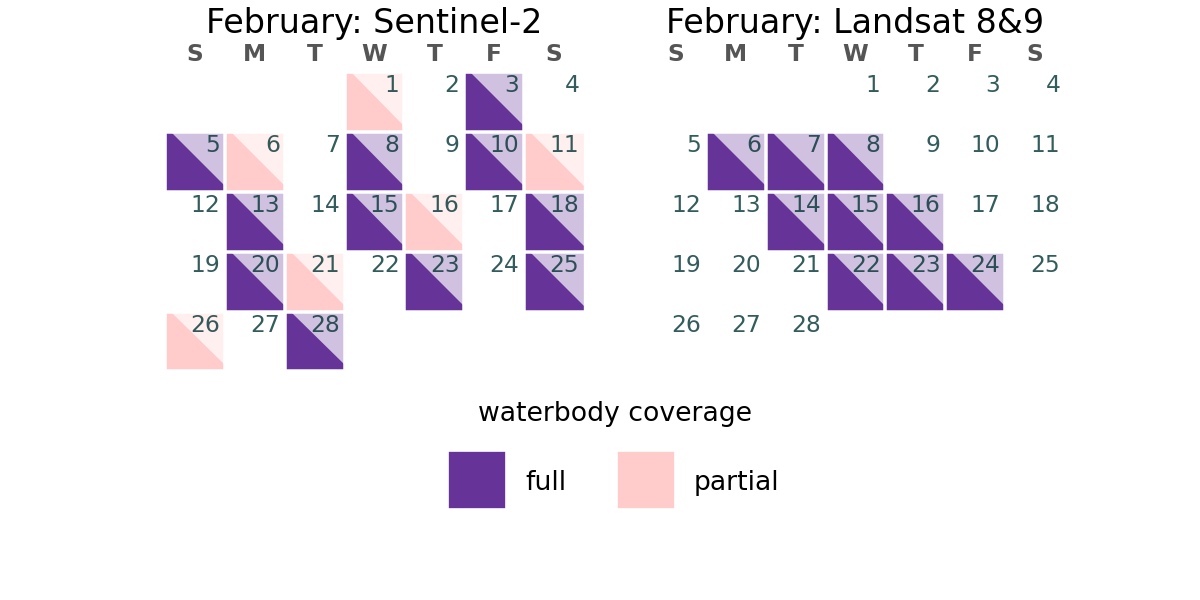 February: Sentinel-2
S M T W T F S
1 2 3 4
5 6 7 8 9 10 11
12 13 14 15 16 17 18
19 20 21 22 23 24 25
26 27 28
February: Landsat 8&9
S M T W T F S
1 2 3 4
5 6 7 8 9 10 11
12 13 14 15 16 17 18
19 20 21 22 23 24 25
26 27 28
waterbody coverage
full partial